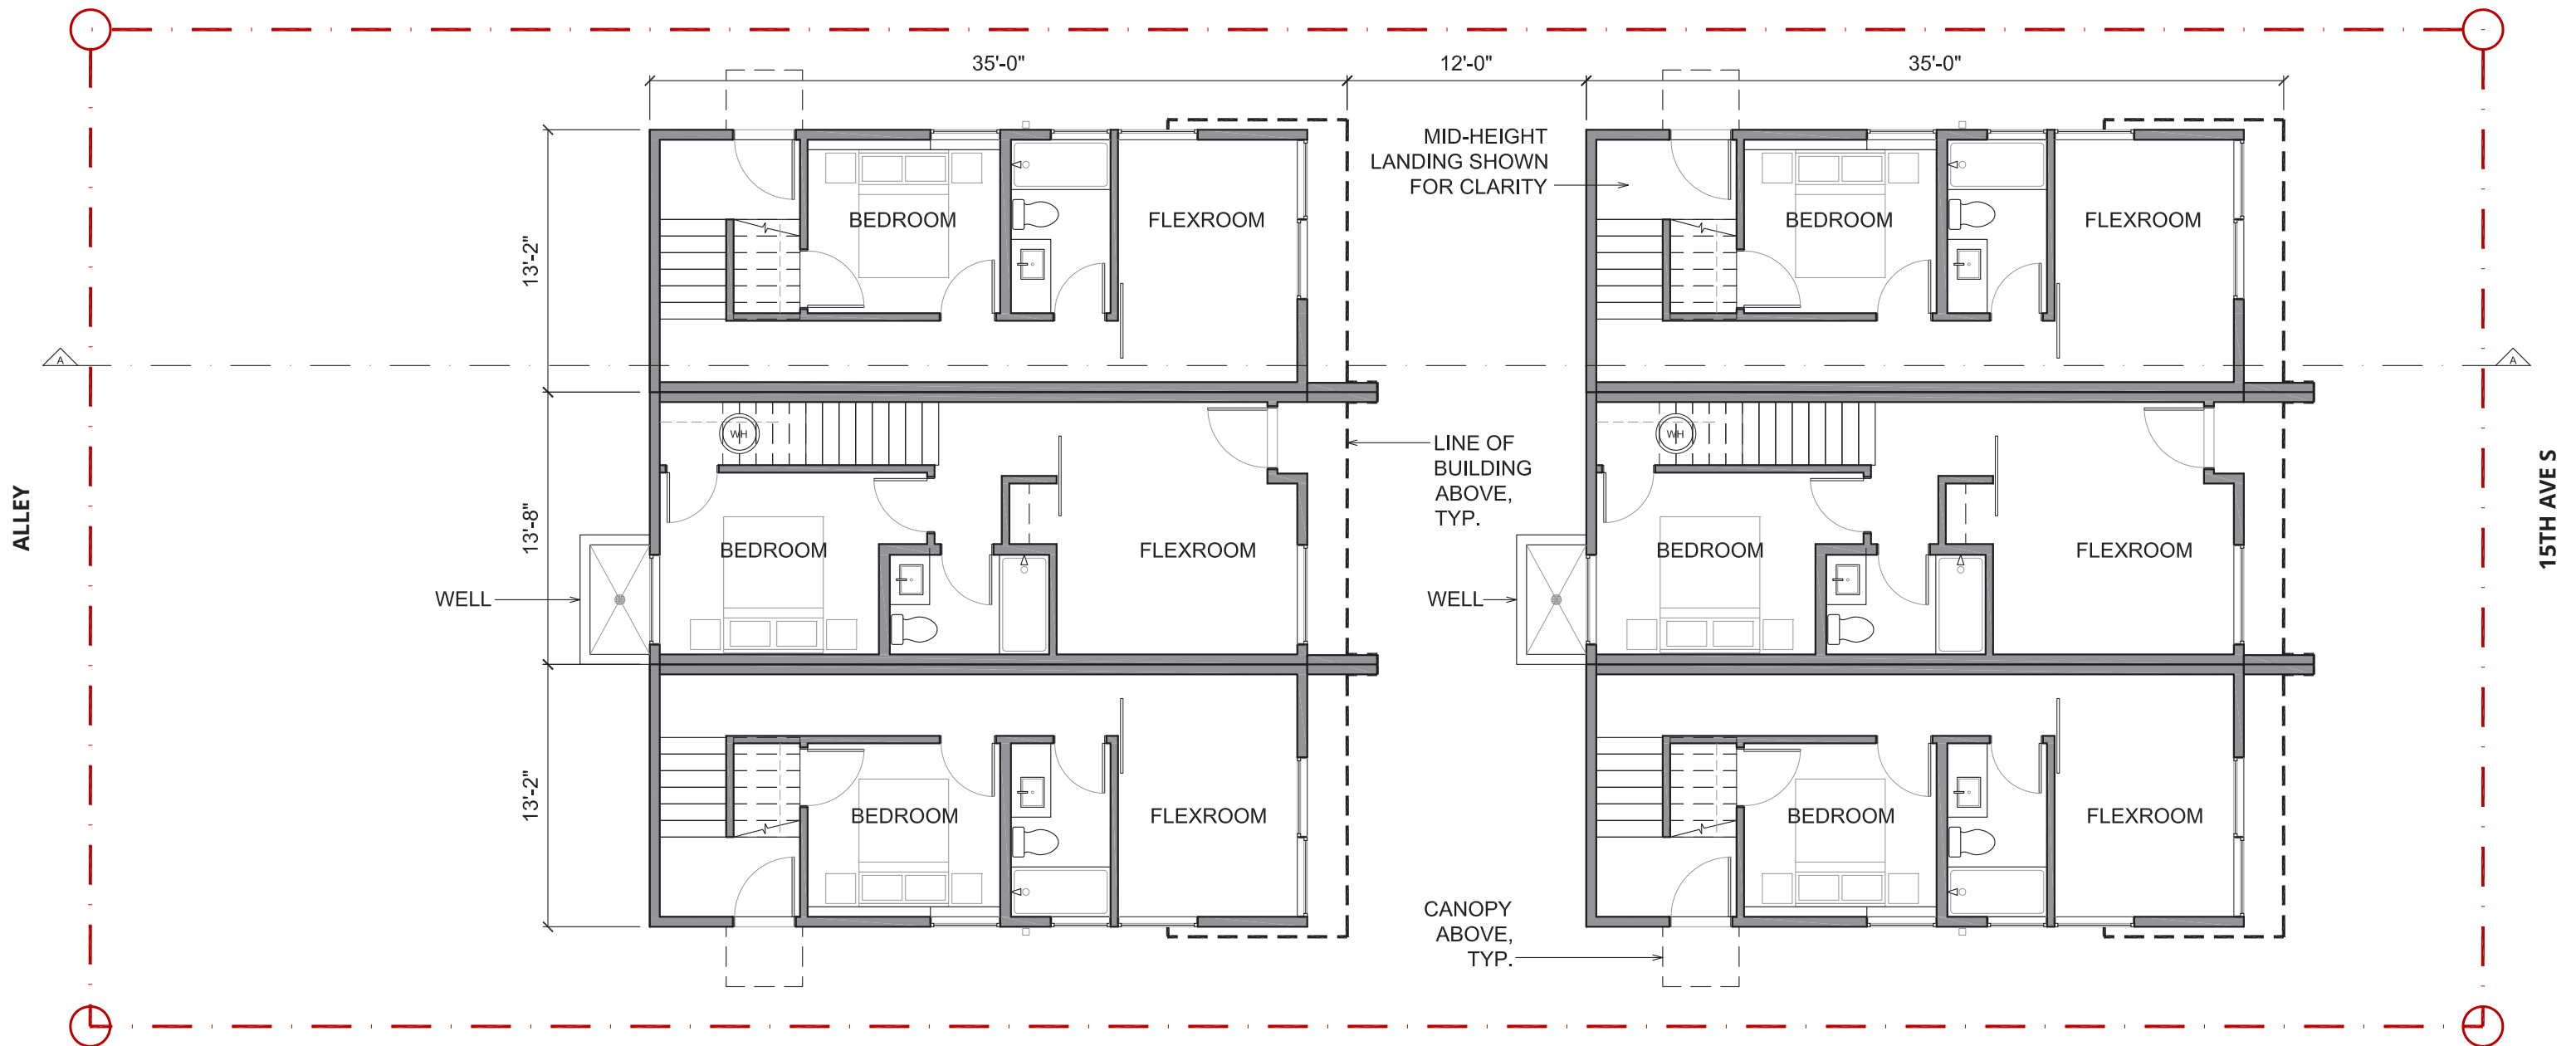 35'-0"
12'-0"
35'-0"
MID-HEIGHT
LANDING SHOWN
FOR CLARITY
13'-2"
BEDROOM
FLEXROOM
BEDROOM
FLEXROOM
A
A
WH
WH
LINE OF
BUILDING
ABOVE,
TYP.
ALLEY
13'-8"
BEDROOM
FLEXROOM
BEDROOM
FLEXROOM
15TH AVE S
WELL
WELL
13'-2"
BEDROOM
FLEXROOM
BEDROOM
FLEXROOM
CANOPY
ABOVE,
TYP.